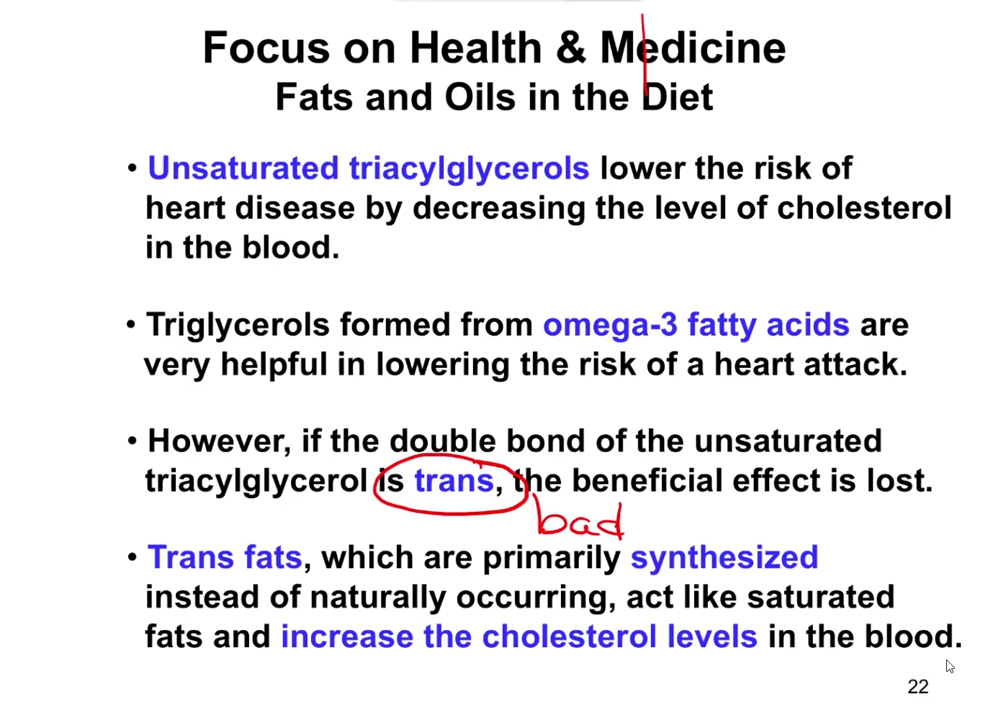 Focus on Health & Medicine
Fats and Oils in the Diet
• Unsaturated triacylglycerols lower the risk of
heart disease by decreasing the level of cholesterol
in the blood.
• Triglycerols formed from omega-3 fatty acids are
very helpful in lowering the risk of a heart attack.
• However, if the double bond of the unsaturated
triacylglycerol is trans, the beneficial effect is lost.
bad
• Trans fats, which are primarily synthesized
instead of naturally occurring, act like saturated
fats and increase the cholesterol levels in the blood.
22